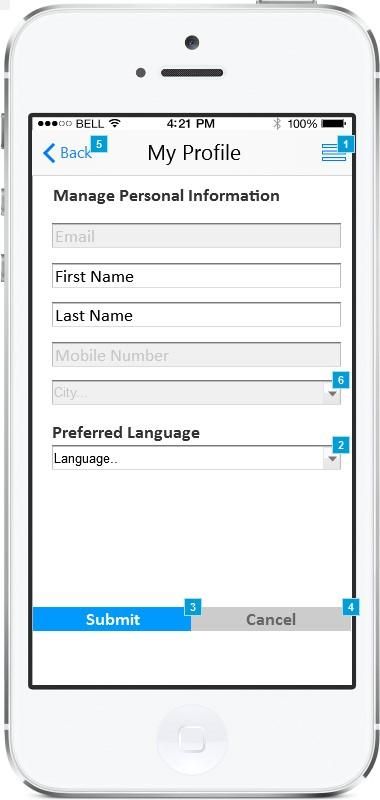 BELL 4:21 PM 100%
Back 5 My Profile 1
Manage Personal Information
Email
First Name
Last Name
Mobile Number
City... 6
Preferred Language
Language.. 2
Submit 3 Cancel 4